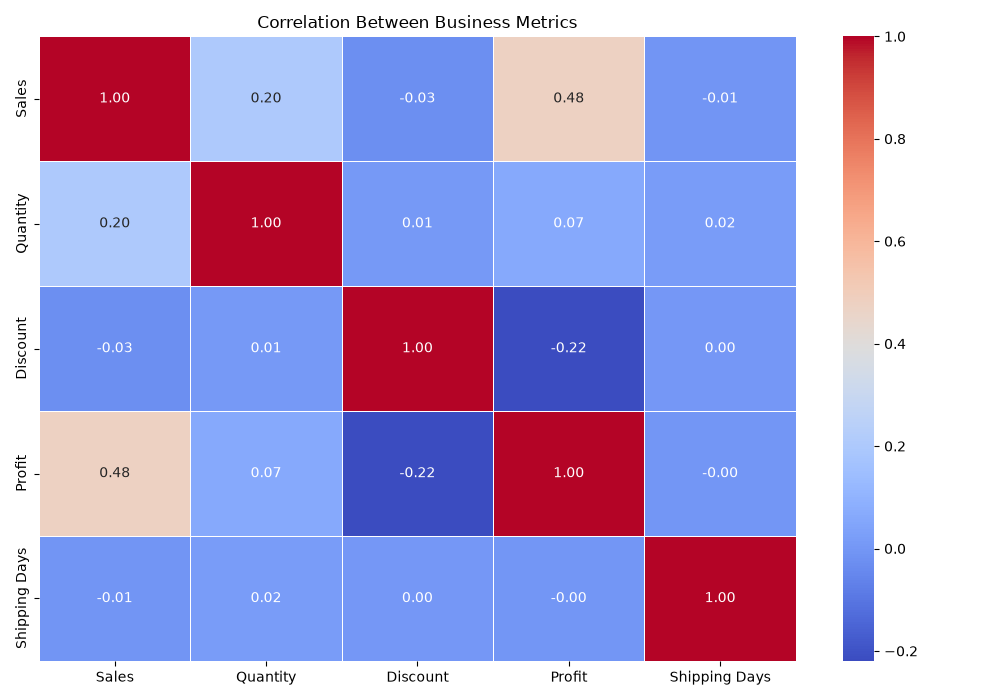 Correlation Between Business Metrics
Sales 1.00 0.20 -0.03 0.48 -0.01
Quantity 0.20 1.00 0.01 0.07 0.02
Discount -0.03 0.01 1.00 -0.22 0.00
Profit 0.48 0.07 -0.22 1.00 -0.00
Shipping Days -0.01 0.02 0.00 -0.00 1.00
Sales Quantity Discount Profit Shipping Days
1.0
0.8
0.6
0.4
0.2
0.0
−0.2